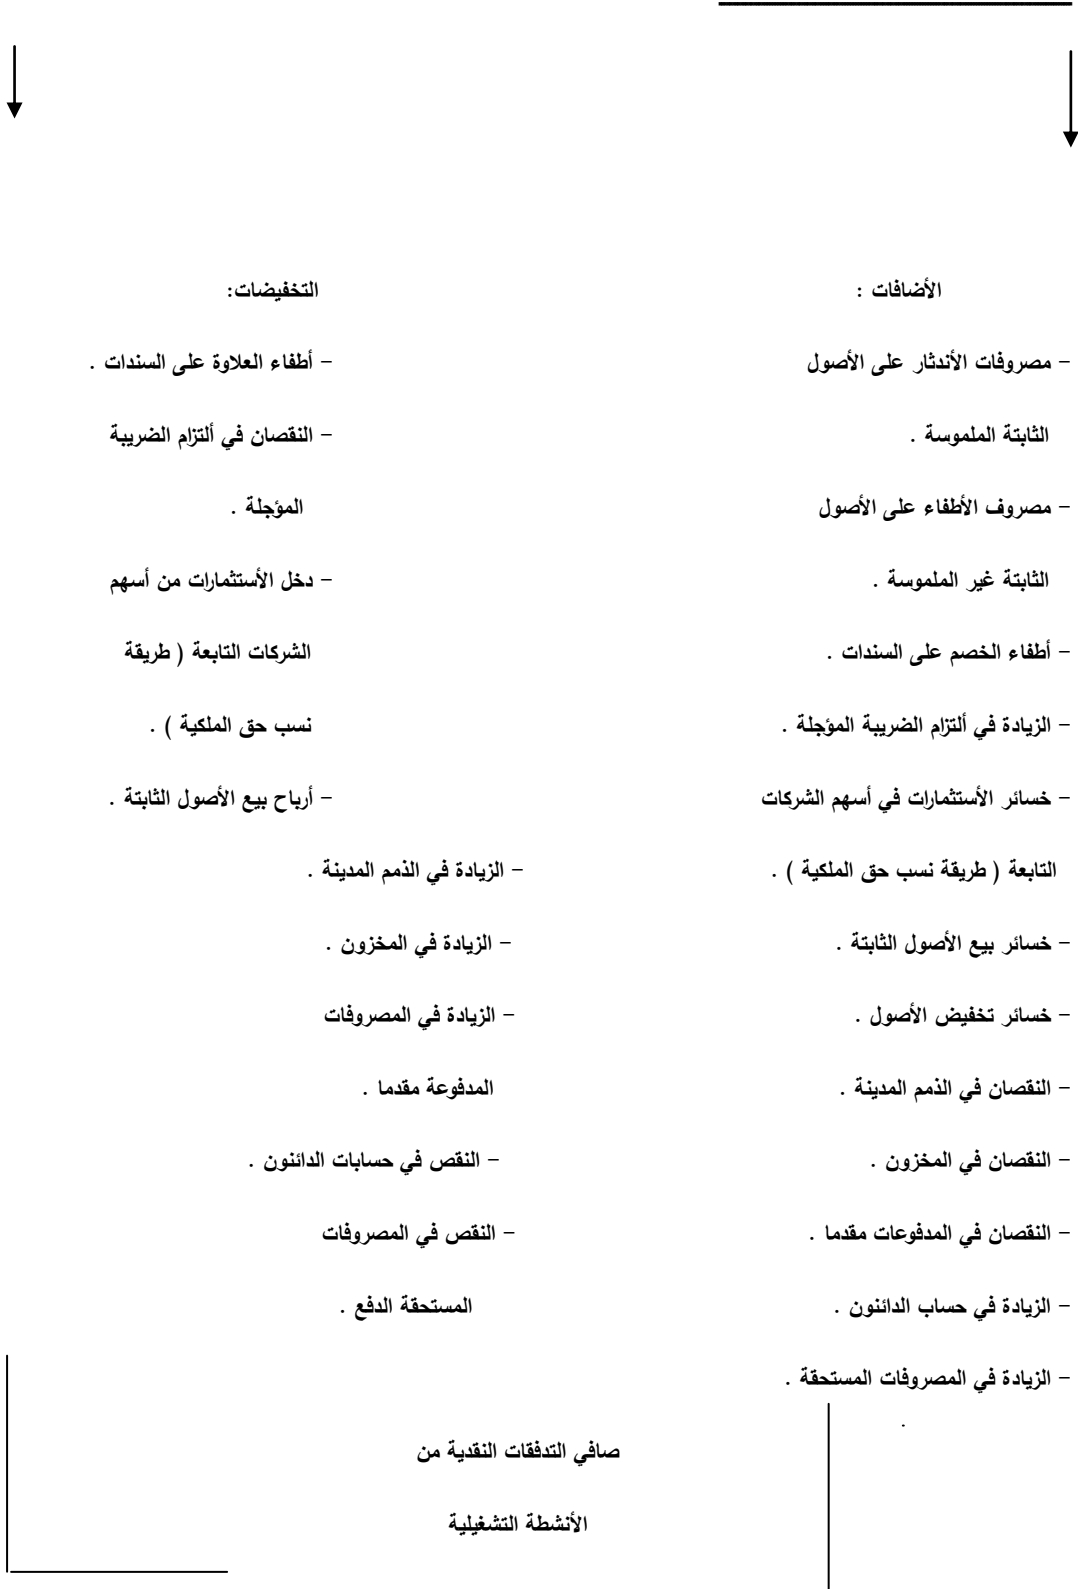 الأضافات :
– مصروفات الأندثار على الأصول
الثابتة الملموسة .
– مصروف الأطفاء على الأصول
الثابتة غير الملموسة .
– أطفاء الخصم على السندات .
– الزيادة في ألتزام الضريبة المؤجلة .
– خسائر الأستثمارات في أسهم الشركات
التابعة ( طريقة نسب حق الملكية ) .
– خسائر بيع الأصول الثابتة .
– خسائر تخفيض الأصول .
– النقصان في الذمم المدينة .
– النقصان في المخزون .
– النقصان في المدفوعات مقدما .
– الزيادة في حساب الدائنون .
– الزيادة في المصروفات المستحقة .
.
التخفيضات:
– أطفاء العلاوة على السندات .
– النقصان في ألتزام الضريبة
المؤجلة .
– دخل الأستثمارات من أسهم
الشركات التابعة ( طريقة
نسب حق الملكية ) .
– أرباح بيع الأصول الثابتة .
– الزيادة في الذمم المدينة .
– الزيادة في المخزون .
– الزيادة في المصروفات
المدفوعة مقدما .
– النقص في حسابات الدائنون .
– النقص في المصروفات
المستحقة الدفع .
صافي التدفقات النقدية من
الأنشطة التشغيلية